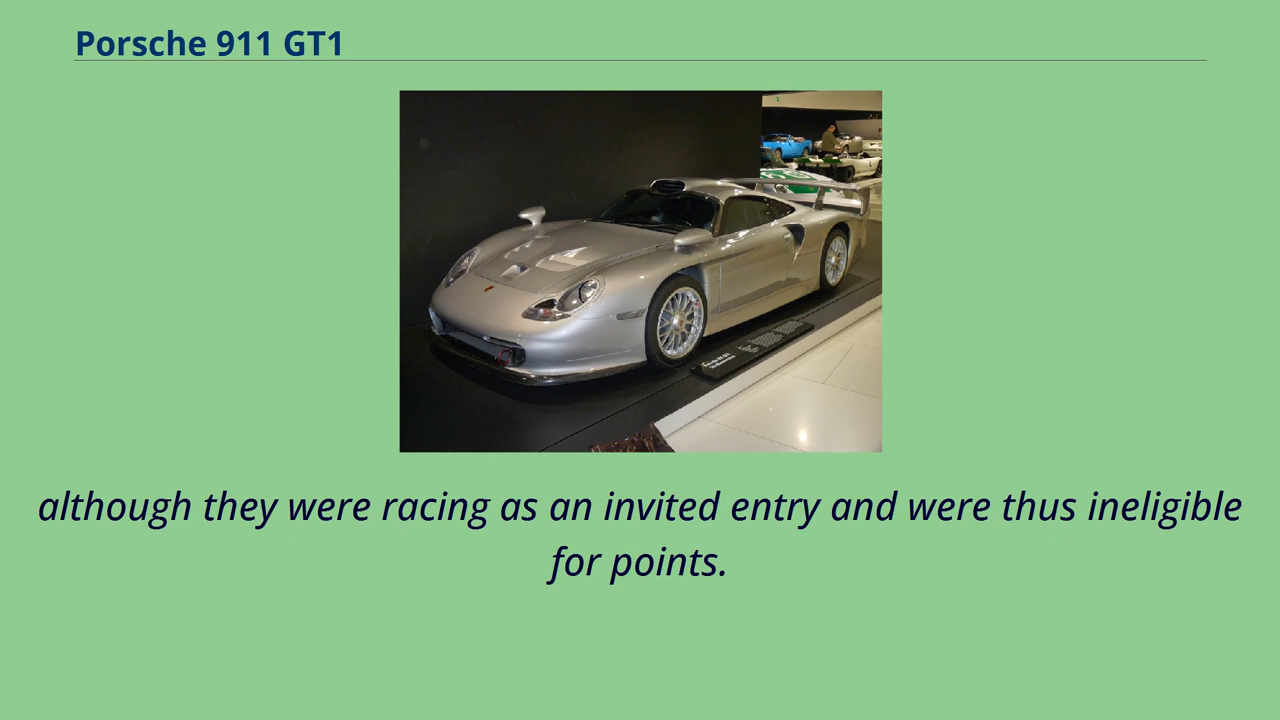 Porsche 911 GT1
although they were racing as an invited entry and were thus ineligible
for points.